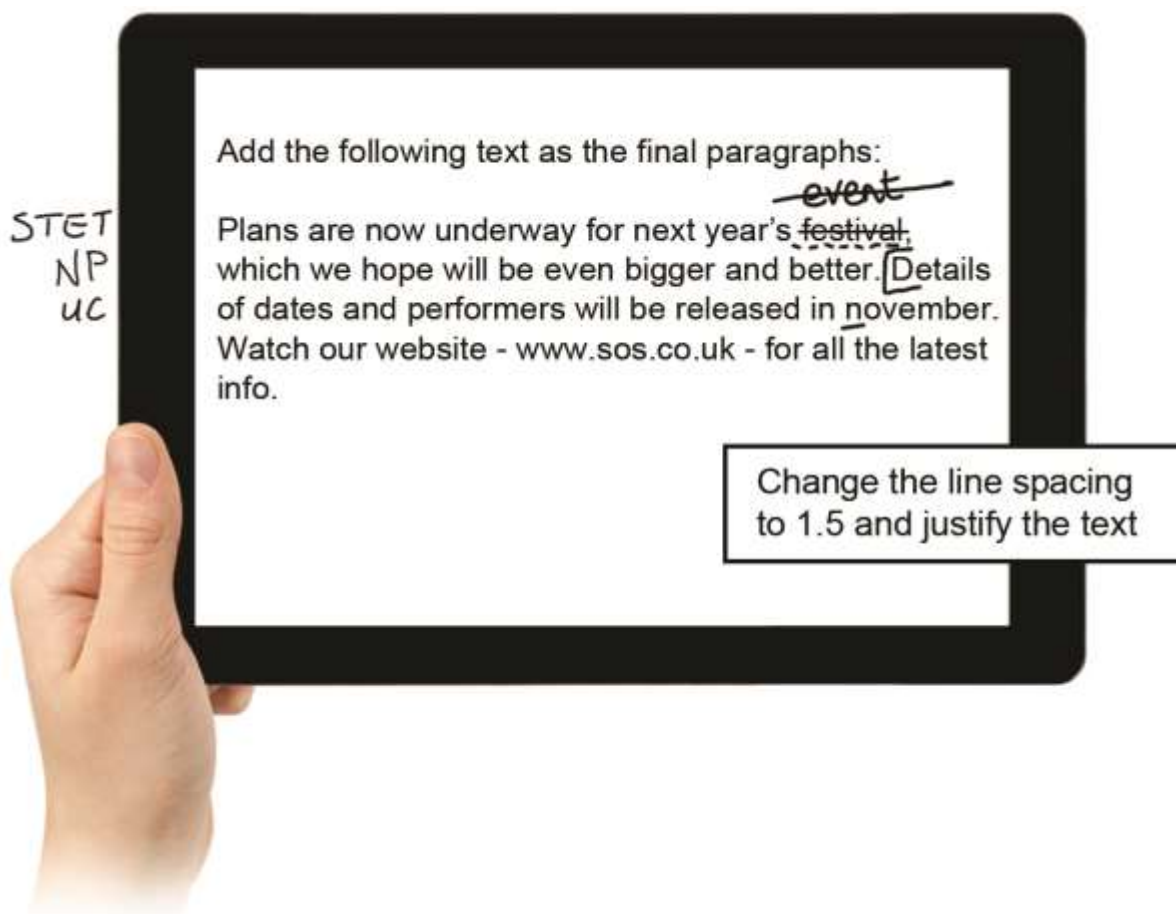 Add the following text as the final paragraphs:
event
STET Plans are now underway for next year's festival,
NP which we hope will be even bigger and better. Details
UC of dates and performers will be released in november.
Watch our website - www.sos.co.uk - for all the latest
info.
Change the line spacing
to 1.5 and justify the text